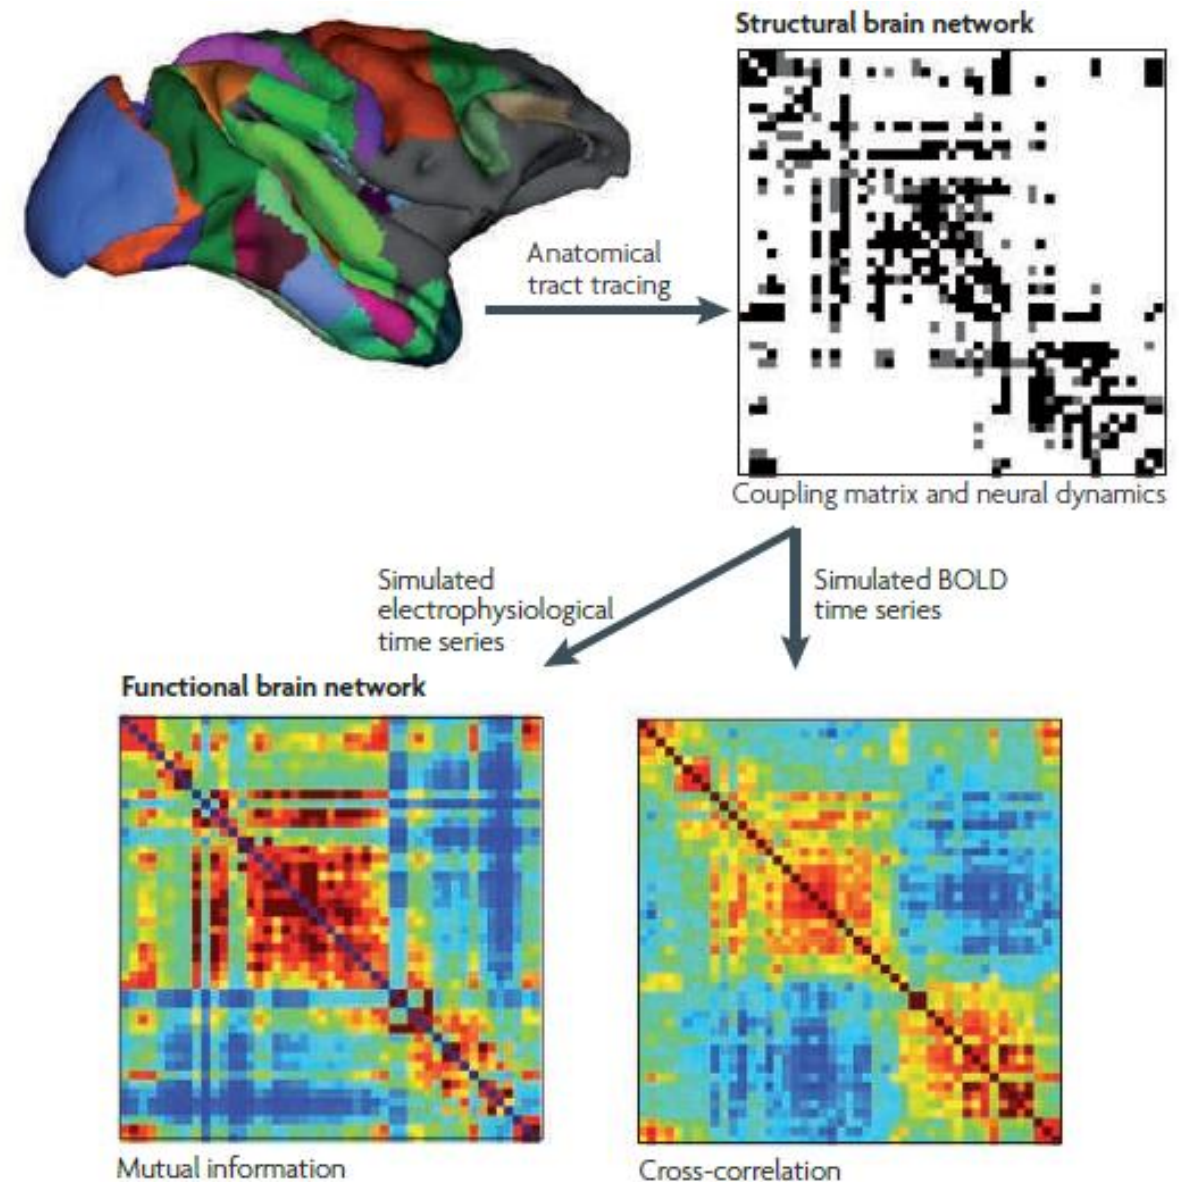 Structural brain network
Anatomical
tract tracing
Coupling matrix and neural dynamics
Simulated
electrophysiological
time series
Simulated BOLD
time series
Functional brain network
Mutual information
Cross-correlation